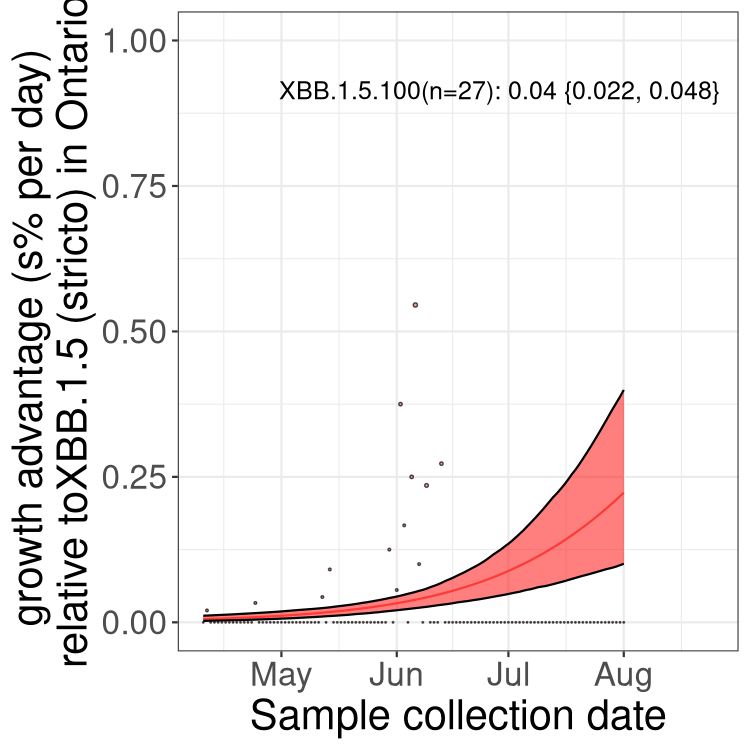 growth advantage (s% per day)
relative toXBB.1.5 (stricto) in Ontario
1.00
XBB.1.5.100(n=27): 0.04 {0.022, 0.048}
0.75
0.50
0.25
0.00
May Jun Jul Aug
Sample collection date